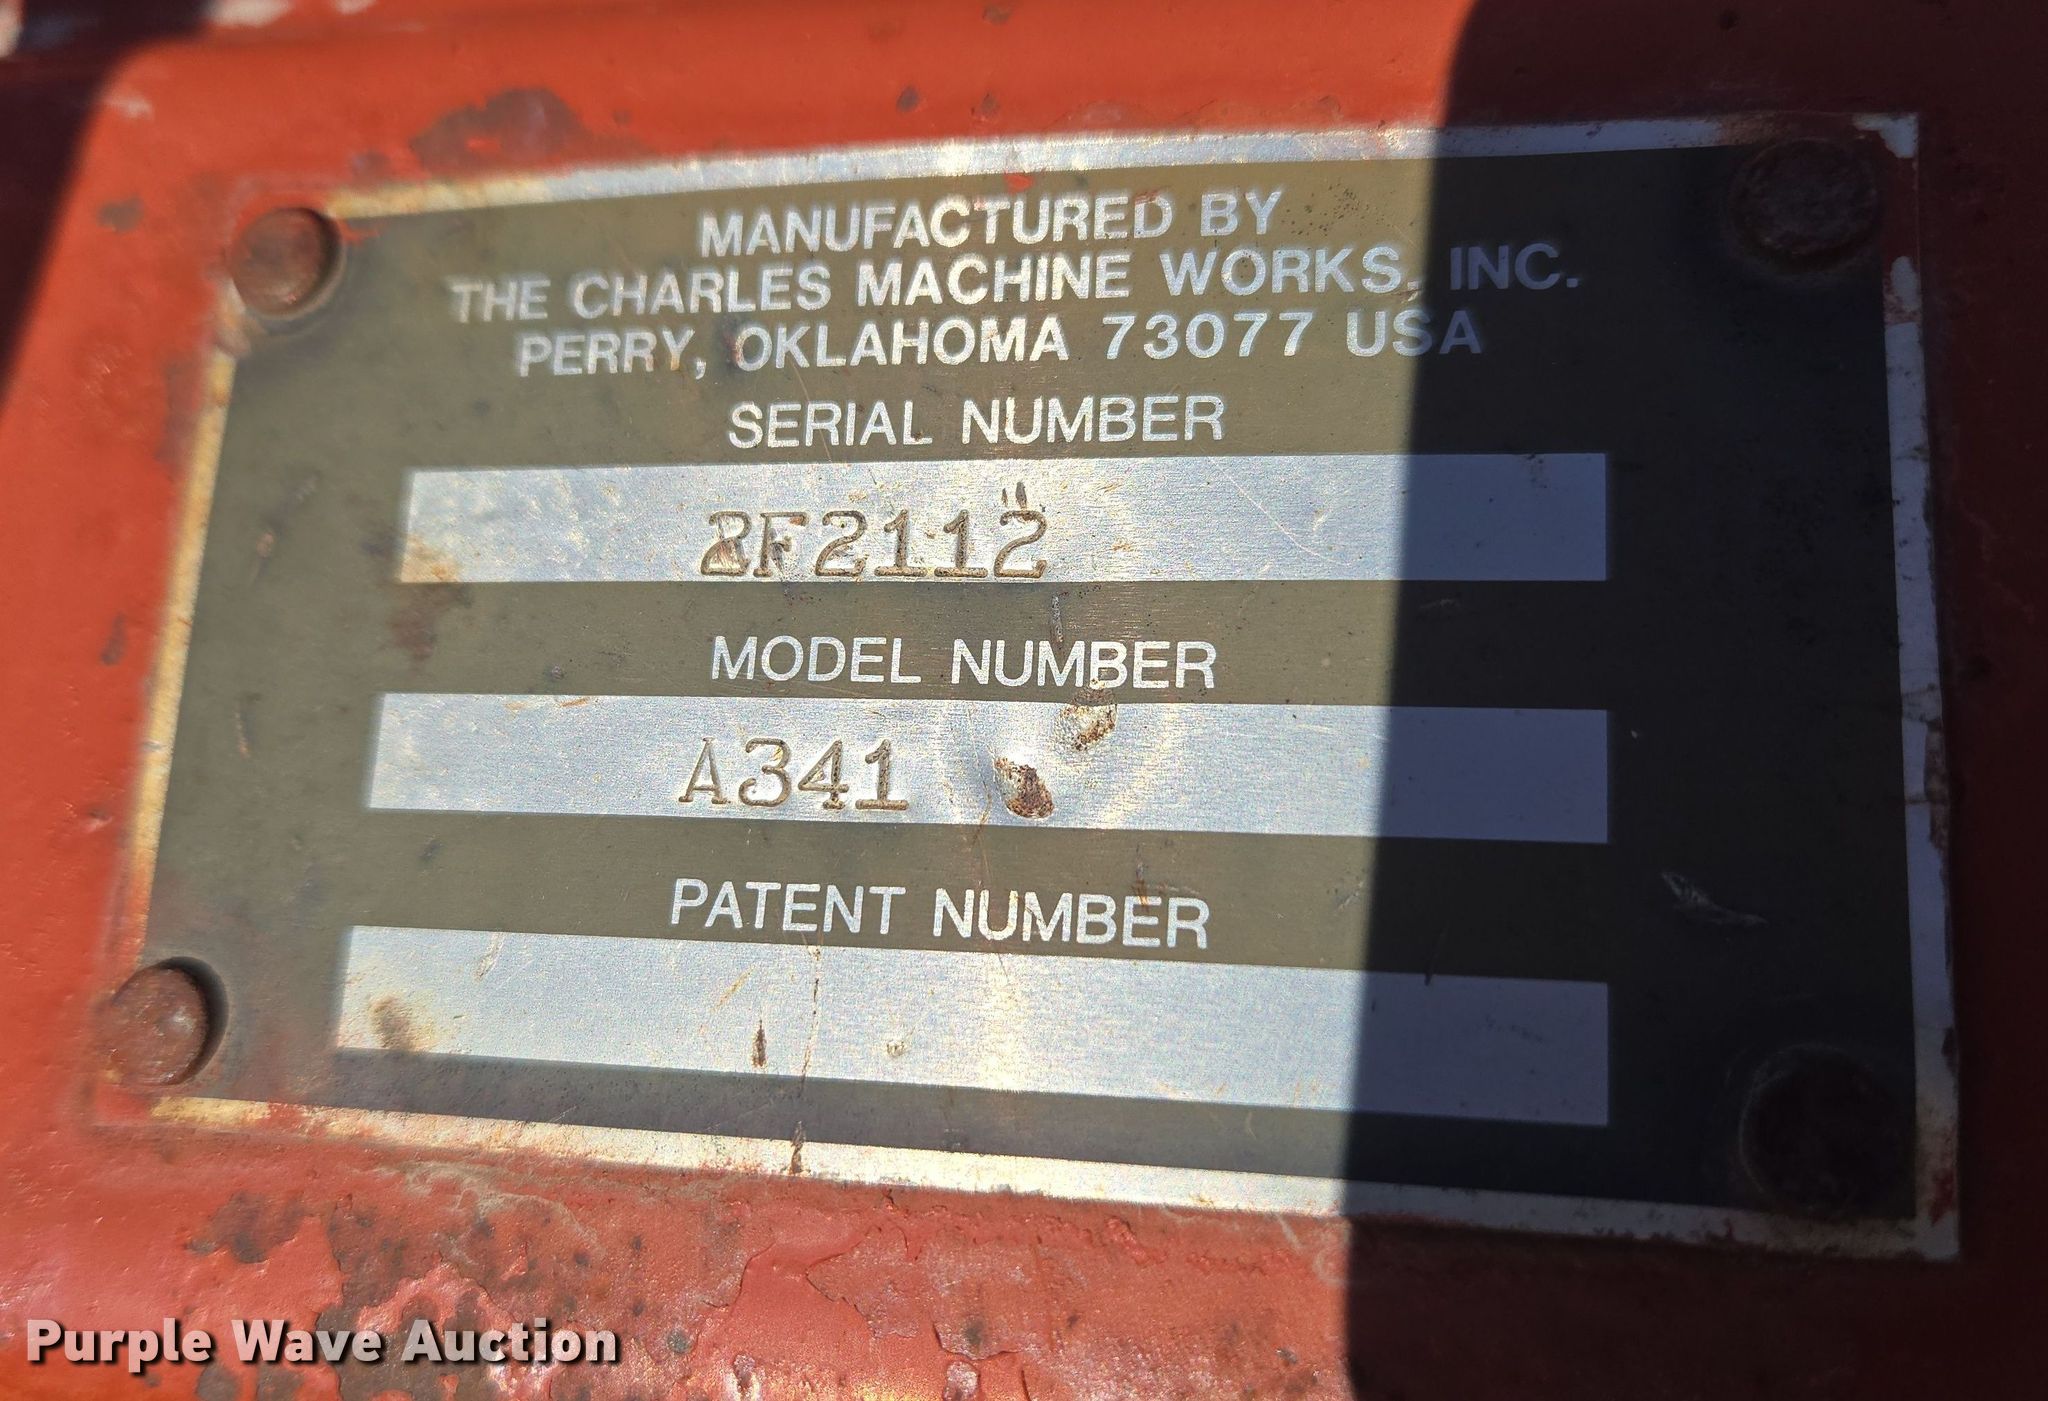 MANUFACTURED BY
THE CHARLES MACHINE WORKS, INC.
PERRY, OKLAHOMA 73077 USA
SERIAL NUMBER
2F2112
MODEL NUMBER
A341
PATENT NUMBER
Purple Wave Auction